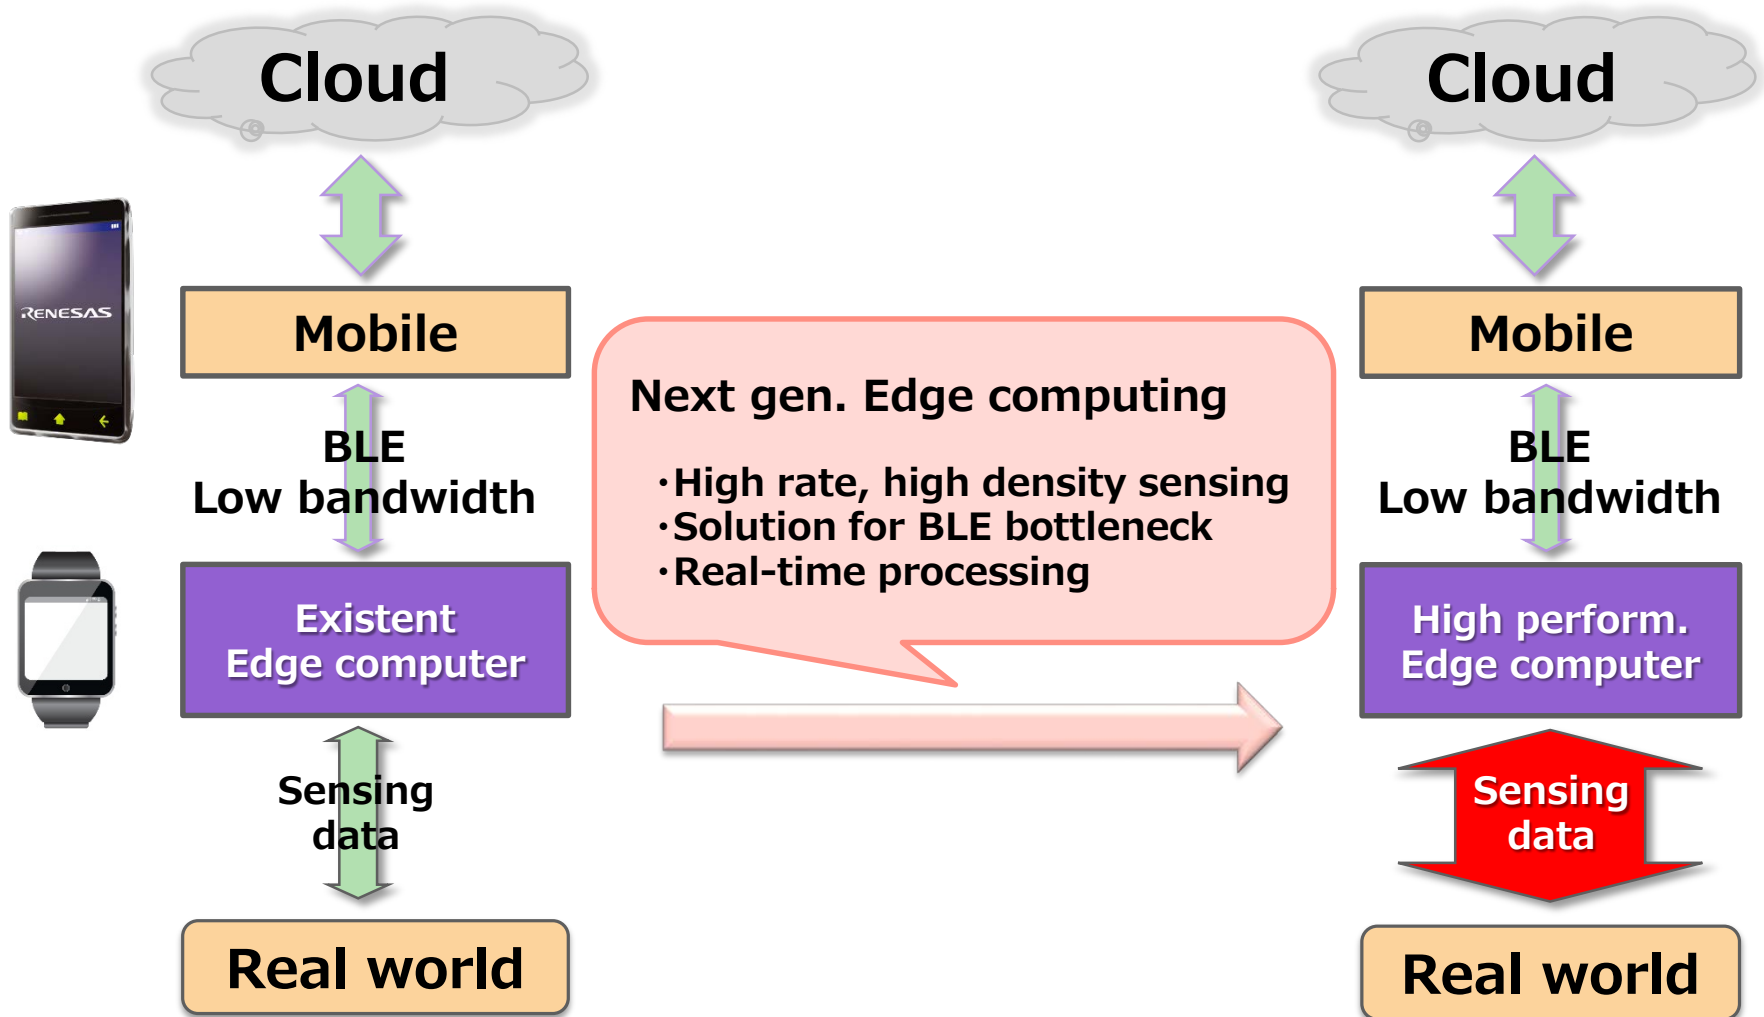 Cloud
RENESAS
Mobile
BLE
Low bandwidth
Existent
Edge computer
Sensing
data
Real world
Next gen. Edge computing
・High rate, high density sensing
・Solution for BLE bottleneck
・Real-time processing
Cloud
Mobile
BLE
Low bandwidth
High perform.
Edge computer
Sensing
data
Real world